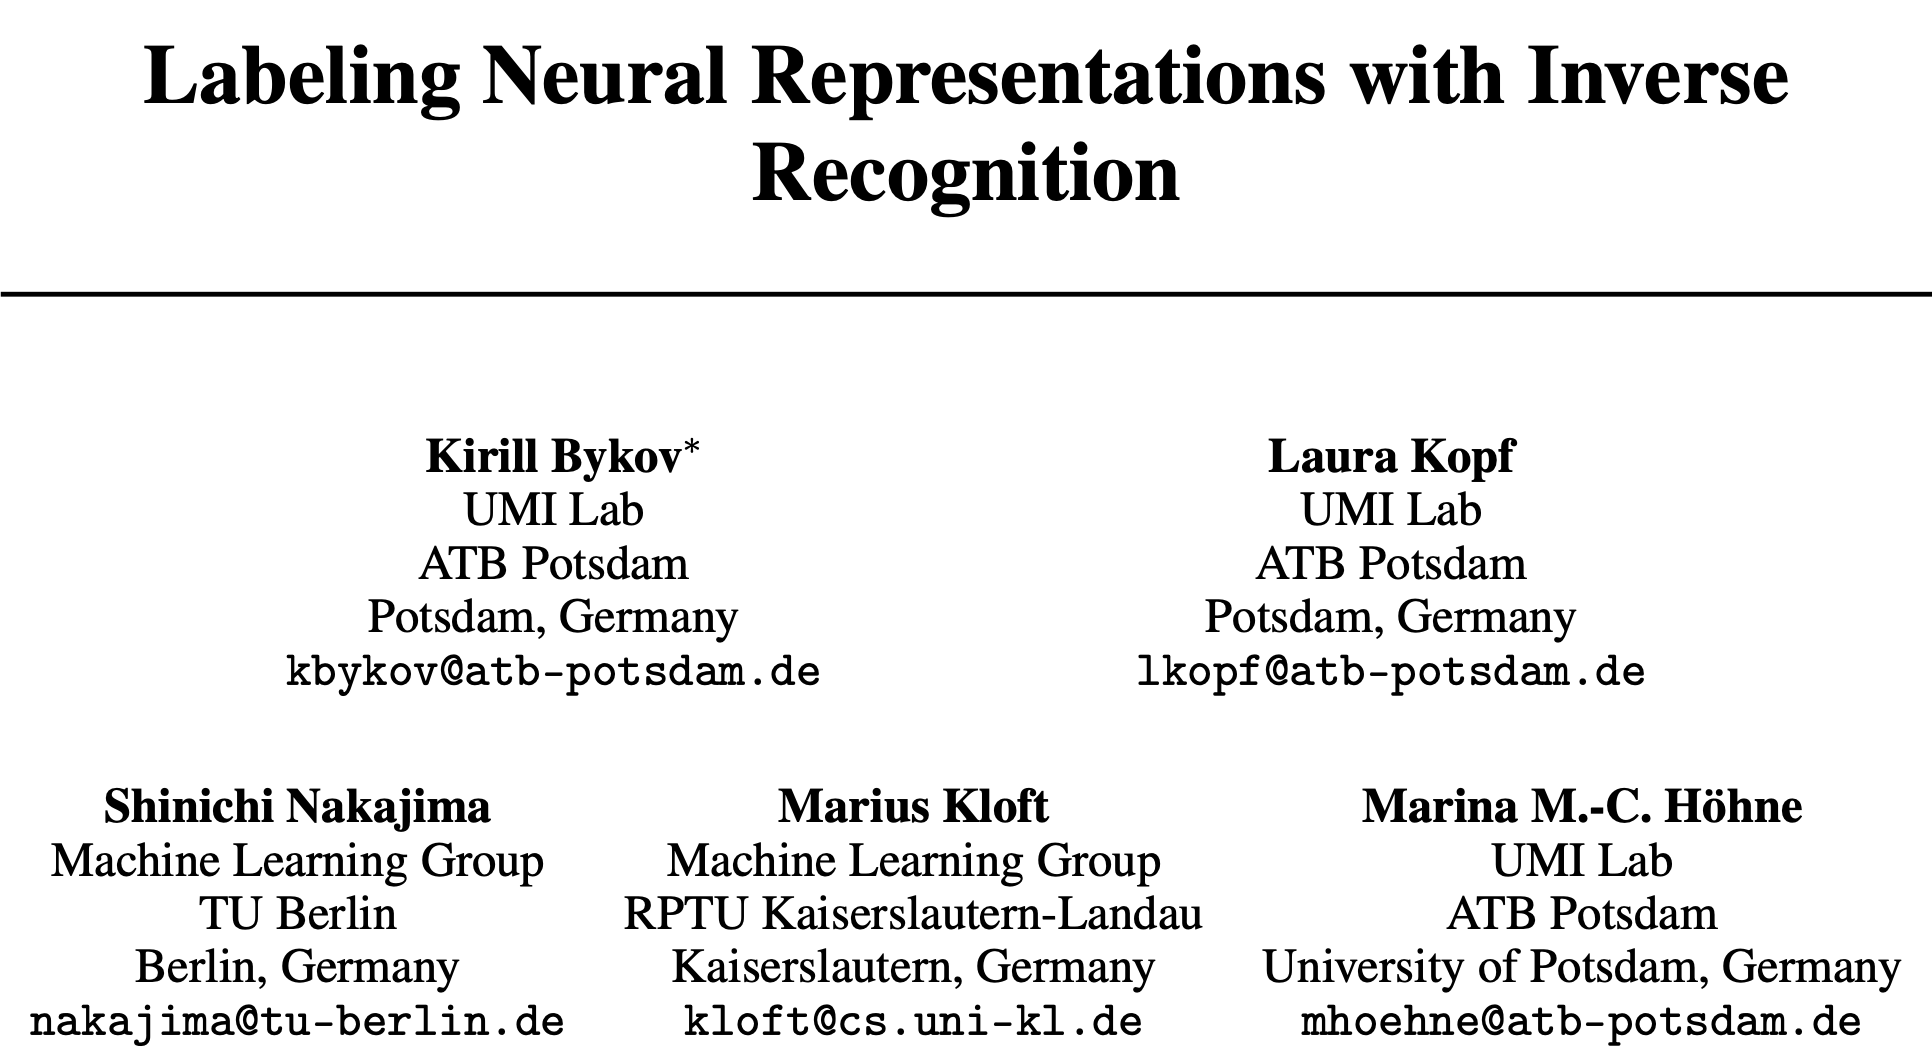 Labeling Neural Representations with Inverse
Recognition
Kirill Bykov*
UMI Lab
ATB Potsdam
Potsdam, Germany
kbykov@atb-potsdam.de
Laura Kopf
UMI Lab
ATB Potsdam
Potsdam, Germany
lkopf@atb-potsdam.de
Shinichi Nakajima
Machine Learning Group
TU Berlin
Berlin, Germany
nakajima@tu-berlin.de
Marius Kloft
Machine Learning Group
RPTU Kaiserslautern-Landau
Kaiserslautern, Germany
kloft@cs.uni-kl.de
Marina M.-C. Höhne
UMI Lab
ATB Potsdam
University of Potsdam, Germany
mhoehne@atb-potsdam.de